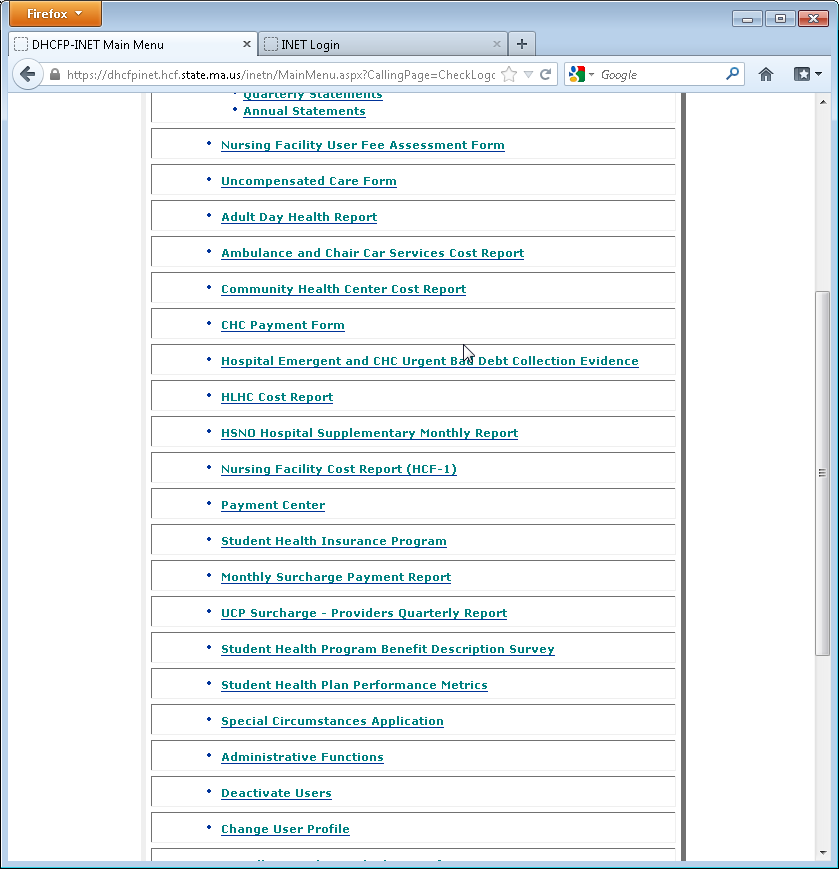 Firefox
DHCFP-INET Main Menu
INET Login
https://dhcfpinet.hcf.state.ma.us/inetn/MainMenu.aspx?CallingPage=CheckLogc
Google
Quarterly Statements
Annual Statements
Nursing Facility User Fee Assessment Form
Uncompensated Care Form
Adult Day Health Report
Ambulance and Chair Car Services Cost Report
Community Health Center Cost Report
CHC Payment Form
Hospital Emergent and CHC Urgent Bad Debt Collection Evidence
HLHC Cost Report
HSNO Hospital Supplementary Monthly Report
Nursing Facility Cost Report (HCF-1)
Payment Center
Student Health Insurance Program
Monthly Surcharge Payment Report
UCP Surcharge - Providers Quarterly Report
Student Health Program Benefit Description Survey
Student Health Plan Performance Metrics
Special Circumstances Application
Administrative Functions
Deactivate Users
Change User Profile